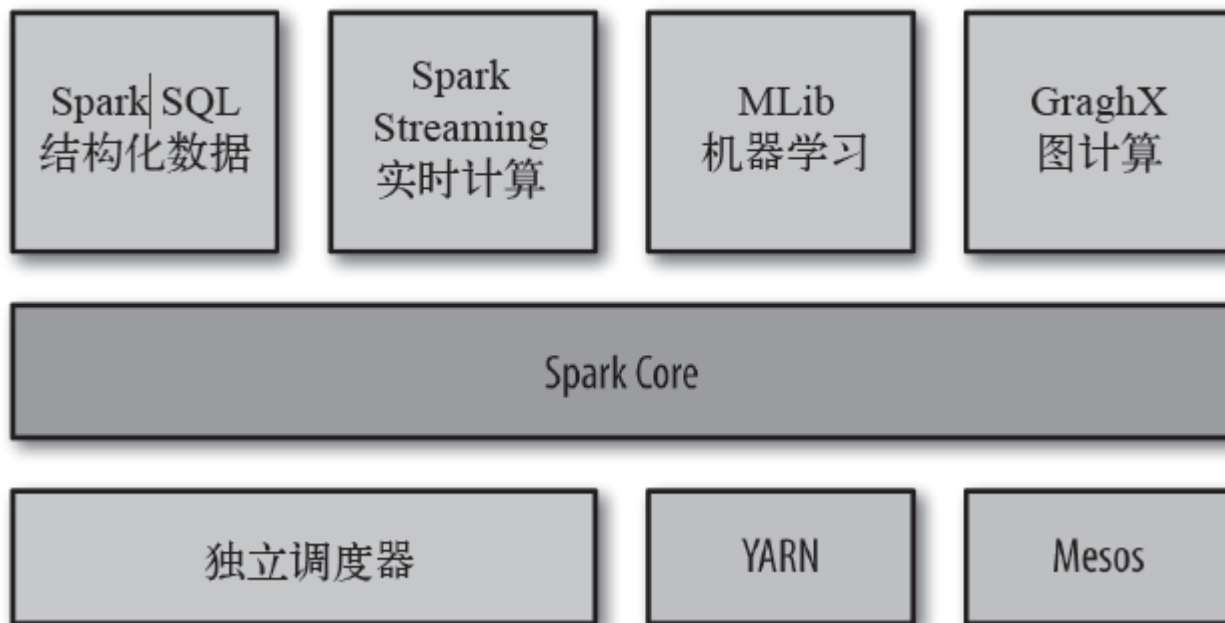 Spark SQL
结构化数据
Spark
Streaming
实时计算
MLib
机器学习
GraghX
图计算
Spark Core
独立调度器
YARN
Mesos